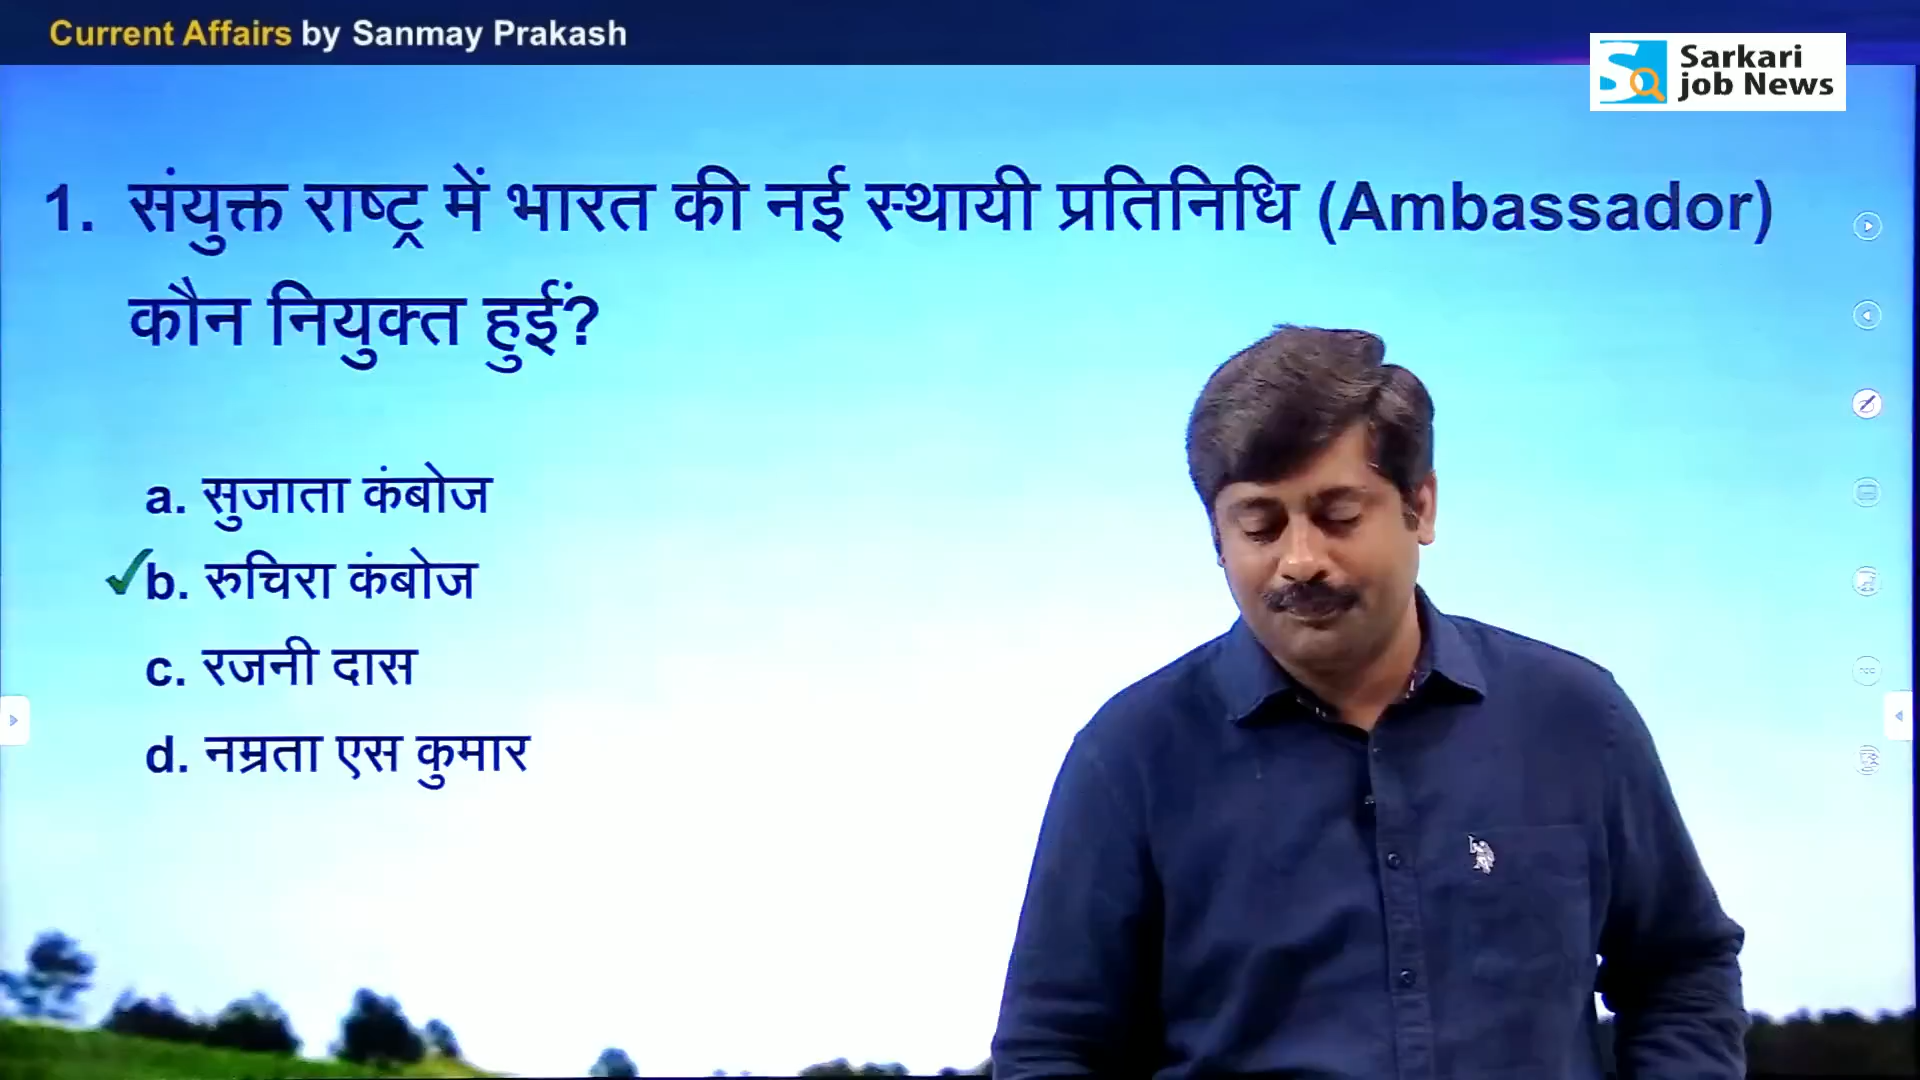 Current Affairs by Sanmay Prakash
Sarkari
Job News
1. संयुक्त राष्ट्र में भारत की नई स्थायी प्रतिनिधि (Ambassador)
कौन नियुक्त हुईं?
a. सुजाता कंबोज
b. रुचिरा कंबोज
c. रजनी दास
d. नम्रता एस कुमार